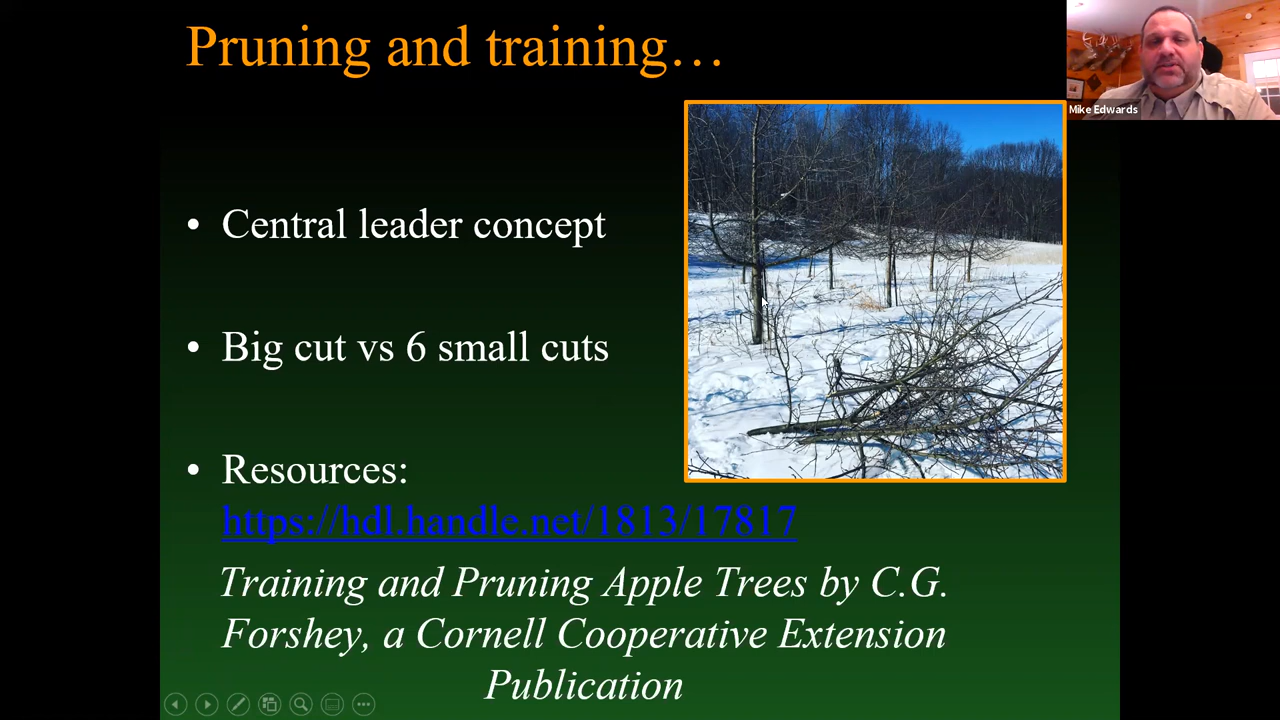 Pruning and training…
Mike Edwards
• Central leader concept
• Big cut vs 6 small cuts
• Resources:
https://hdl.handle.net/1813/17817
Training and Pruning Apple Trees by C.G.
Forshey, a Cornell Cooperative Extension
Publication